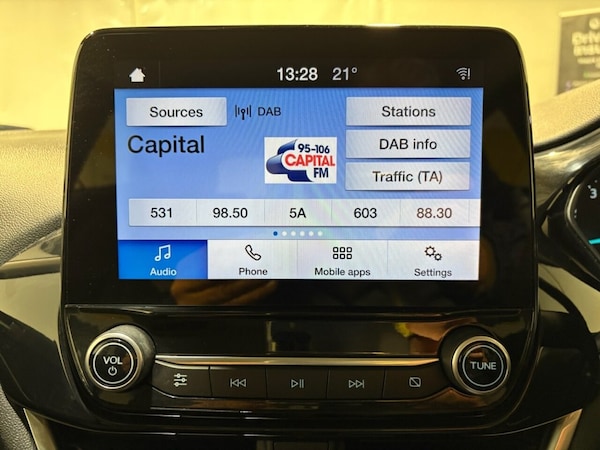 13:28 21°
Sources DAB Stations
Capital
95-106
CAPITAL
FM
DAB info
Traffic (TA)
531 98.50 5A 603 88.30
Audio Phone Mobile apps Settings
VOL
TUNE
3